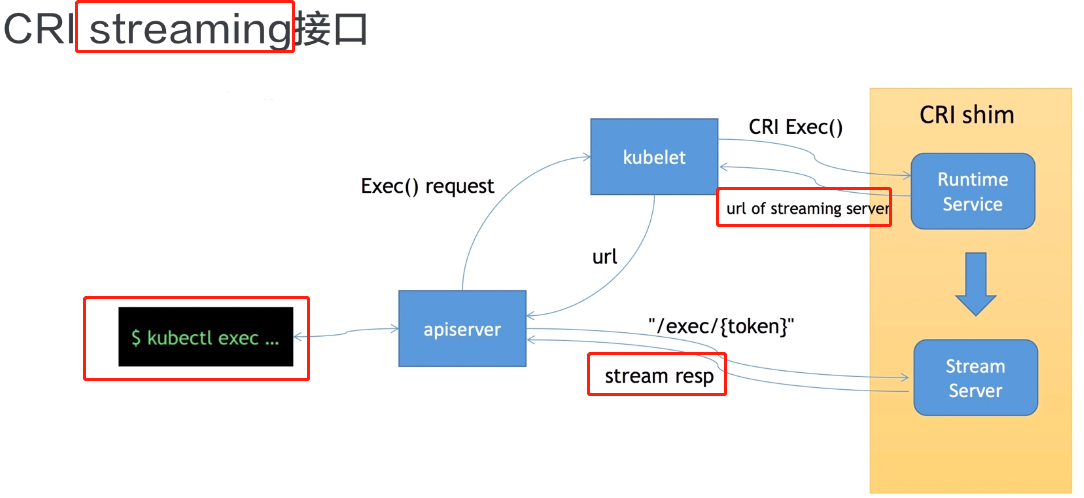 CRI streaming接口
CRI shim
CRI Exec()
kubelet
Runtime
Service
Exec() request
url of streaming server
url
$ kubectl exec ...
apiserver
"/exec/{token}"
stream resp
Stream
Server